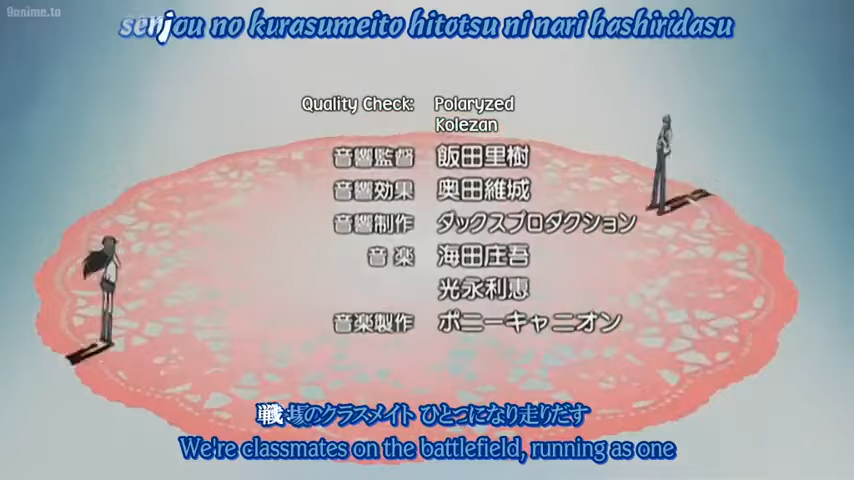 9anime.to
senjou no kurasumeito hitotsu ni nari hashiridasu
Quality Check: Polaryzed
Kolezan
音響監督 飯田里樹
音響効果 奥田維城
音響制作 ダックスプロダクション
音楽 海田庄吾
光永利恵
音楽製作 ポニーキャニオン
戦場のクラスメイト ひとつになり走りだす
We're classmates on the battlefield, running as one